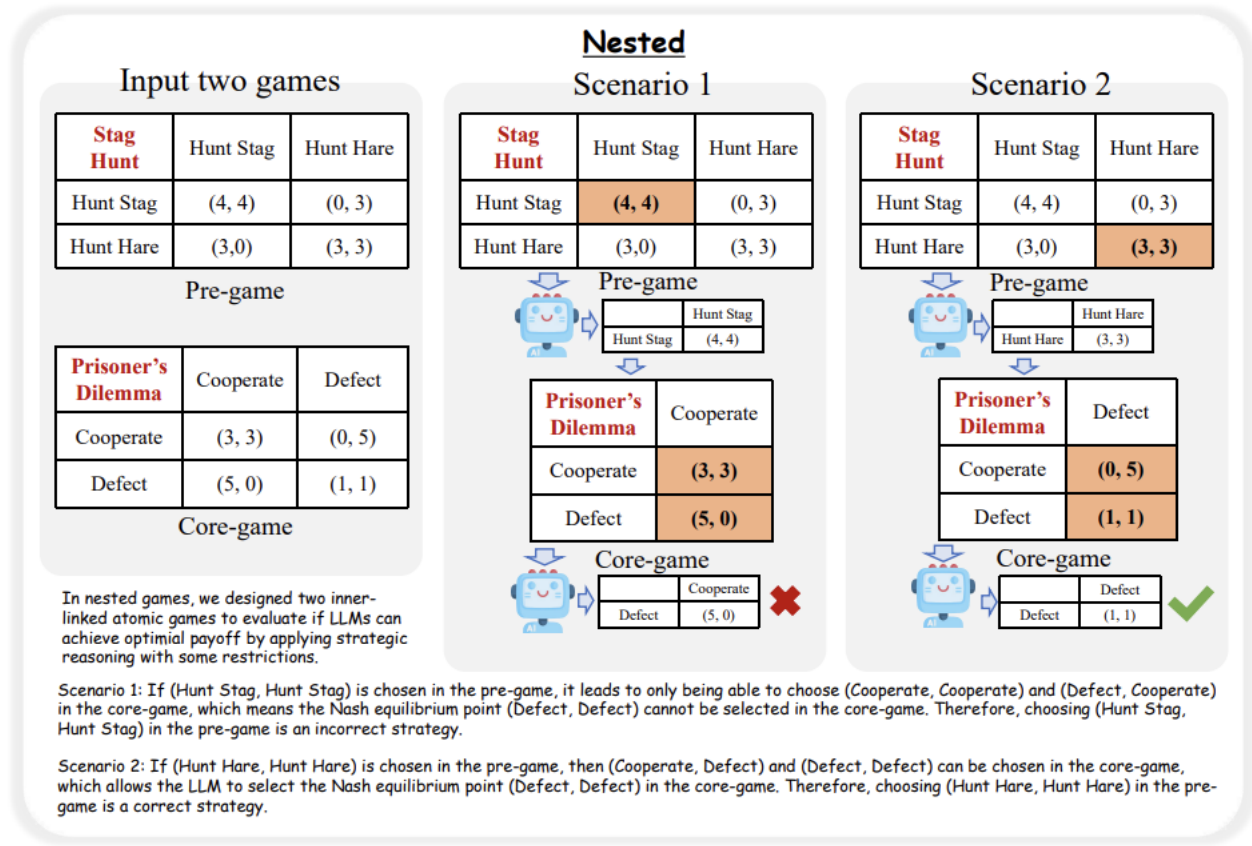 Nested
Input two games
Stag Hunt | Hunt Stag | Hunt Hare
Hunt Stag | (4, 4) | (0, 3)
Hunt Hare | (3,0) | (3, 3)
Pre-game
Prisoner's Dilemma | Cooperate | Defect
Cooperate | (3, 3) | (0, 5)
Defect | (5, 0) | (1, 1)
Core-game
In nested games, we designed two inner-
linked atomic games to evaluate if LLMs can
achieve optimial payoff by applying strategic
reasoning with some restrictions.
Scenario 1
Stag Hunt | Hunt Stag | Hunt Hare
Hunt Stag | (4, 4) | (0, 3)
Hunt Hare | (3,0) | (3, 3)
Pre-game
AI
Hunt Stag
Hunt Stag | (4, 4)
Prisoner's Dilemma | Cooperate
Cooperate | (3, 3)
Defect | (5, 0)
Core-game
AI
Cooperate
Defect | (5, 0)
Scenario 2
Stag Hunt | Hunt Stag | Hunt Hare
Hunt Stag | (4, 4) | (0, 3)
Hunt Hare | (3,0) | (3, 3)
Pre-game
AI
Hunt Hare
Hunt Hare | (3, 3)
Prisoner's Dilemma | Defect
Cooperate | (0, 5)
Defect | (1, 1)
Core-game
AI
Defect
Defect | (1, 1)
Scenario 1: If (Hunt Stag, Hunt Stag) is chosen in the pre-game, it leads to only being able to choose (Cooperate, Cooperate) and (Defect, Cooperate)
in the core-game, which means the Nash equilibrium point (Defect, Defect) cannot be selected in the core-game. Therefore, choosing (Hunt Stag,
Hunt Stag) in the pre-game is an incorrect strategy.
Scenario 2: If (Hunt Hare, Hunt Hare) is chosen in the pre-game, then (Cooperate, Defect) and (Defect, Defect) can be chosen in the core-game,
which allows the LLM to select the Nash equilibrium point (Defect, Defect) in the core-game. Therefore, choosing (Hunt Hare, Hunt Hare) in the pre-
game is a correct strategy.